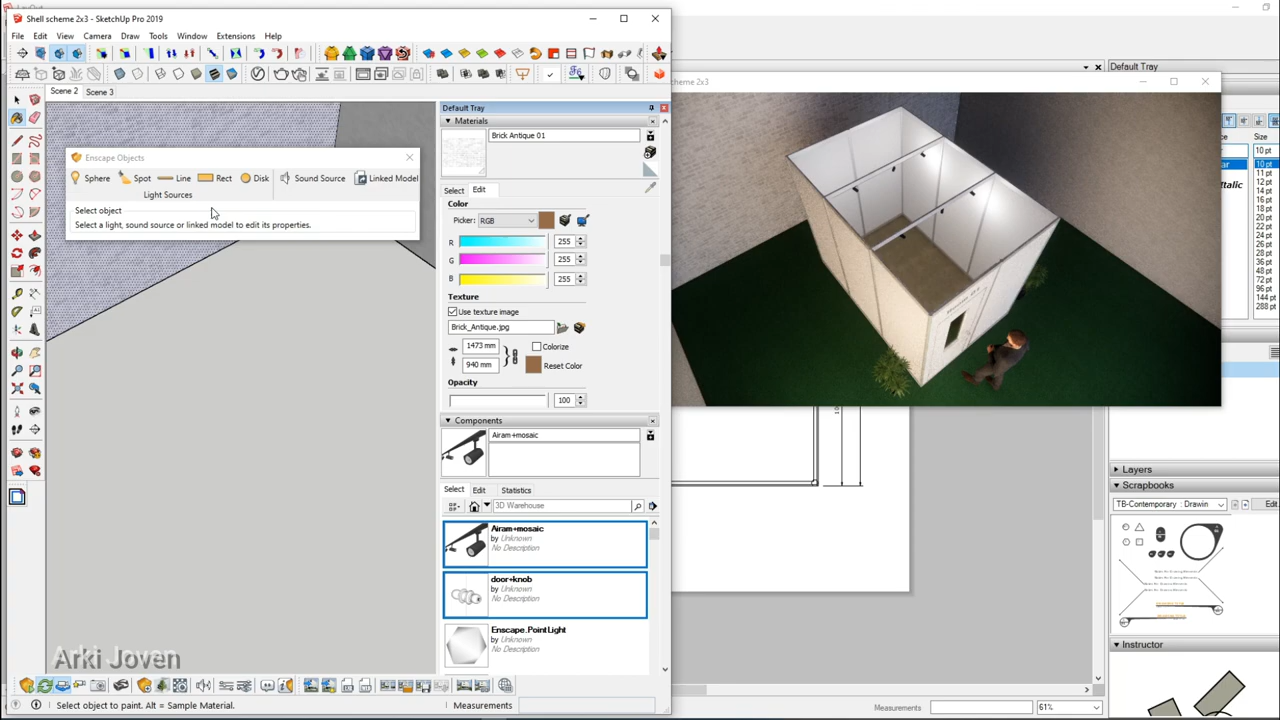 Shell scheme 2x3 - SketchUp Pro 2019
File Edit View Camera Draw Tools Window Extensions Help
Scene 2 Scene 3
Enscape Objects
Sphere Spot Line Rect Disk Sound Source Linked Model
Light Sources
Select object
Select a light, sound source or linked model to edit its properties.
Default Tray
Materials
Brick Antique 01
Select Edit
Color
Picker: RGB
R 255
G 255
B 255
Texture
Use texture image
Brick_Antique.jpg
1473 mm
Colorize
940 mm
Reset Color
Opacity
100
Components
Airam+mosaic
Select Edit Statistics
3D Warehouse
Airam+mosaic
by Unknown
No Description
door+knob
by Unknown
No Description
Enscape.PointLight
by Unknown
No Description
Arki Joven
Select object to paint. Alt = Sample Material.
Measurements
heme 2x3
Default Tray
10 pt
Italic
10 pt
11 pt
12 pt
14 pt
16 pt
18 pt
20 pt
22 pt
24 pt
28 pt
36 pt
48 pt
64 pt
72 pt
96 pt
144 pt
288 pt
Layers
Scrapbooks
TB-Contemporary : Drawin
Edit
Instructor
Measurements
61%